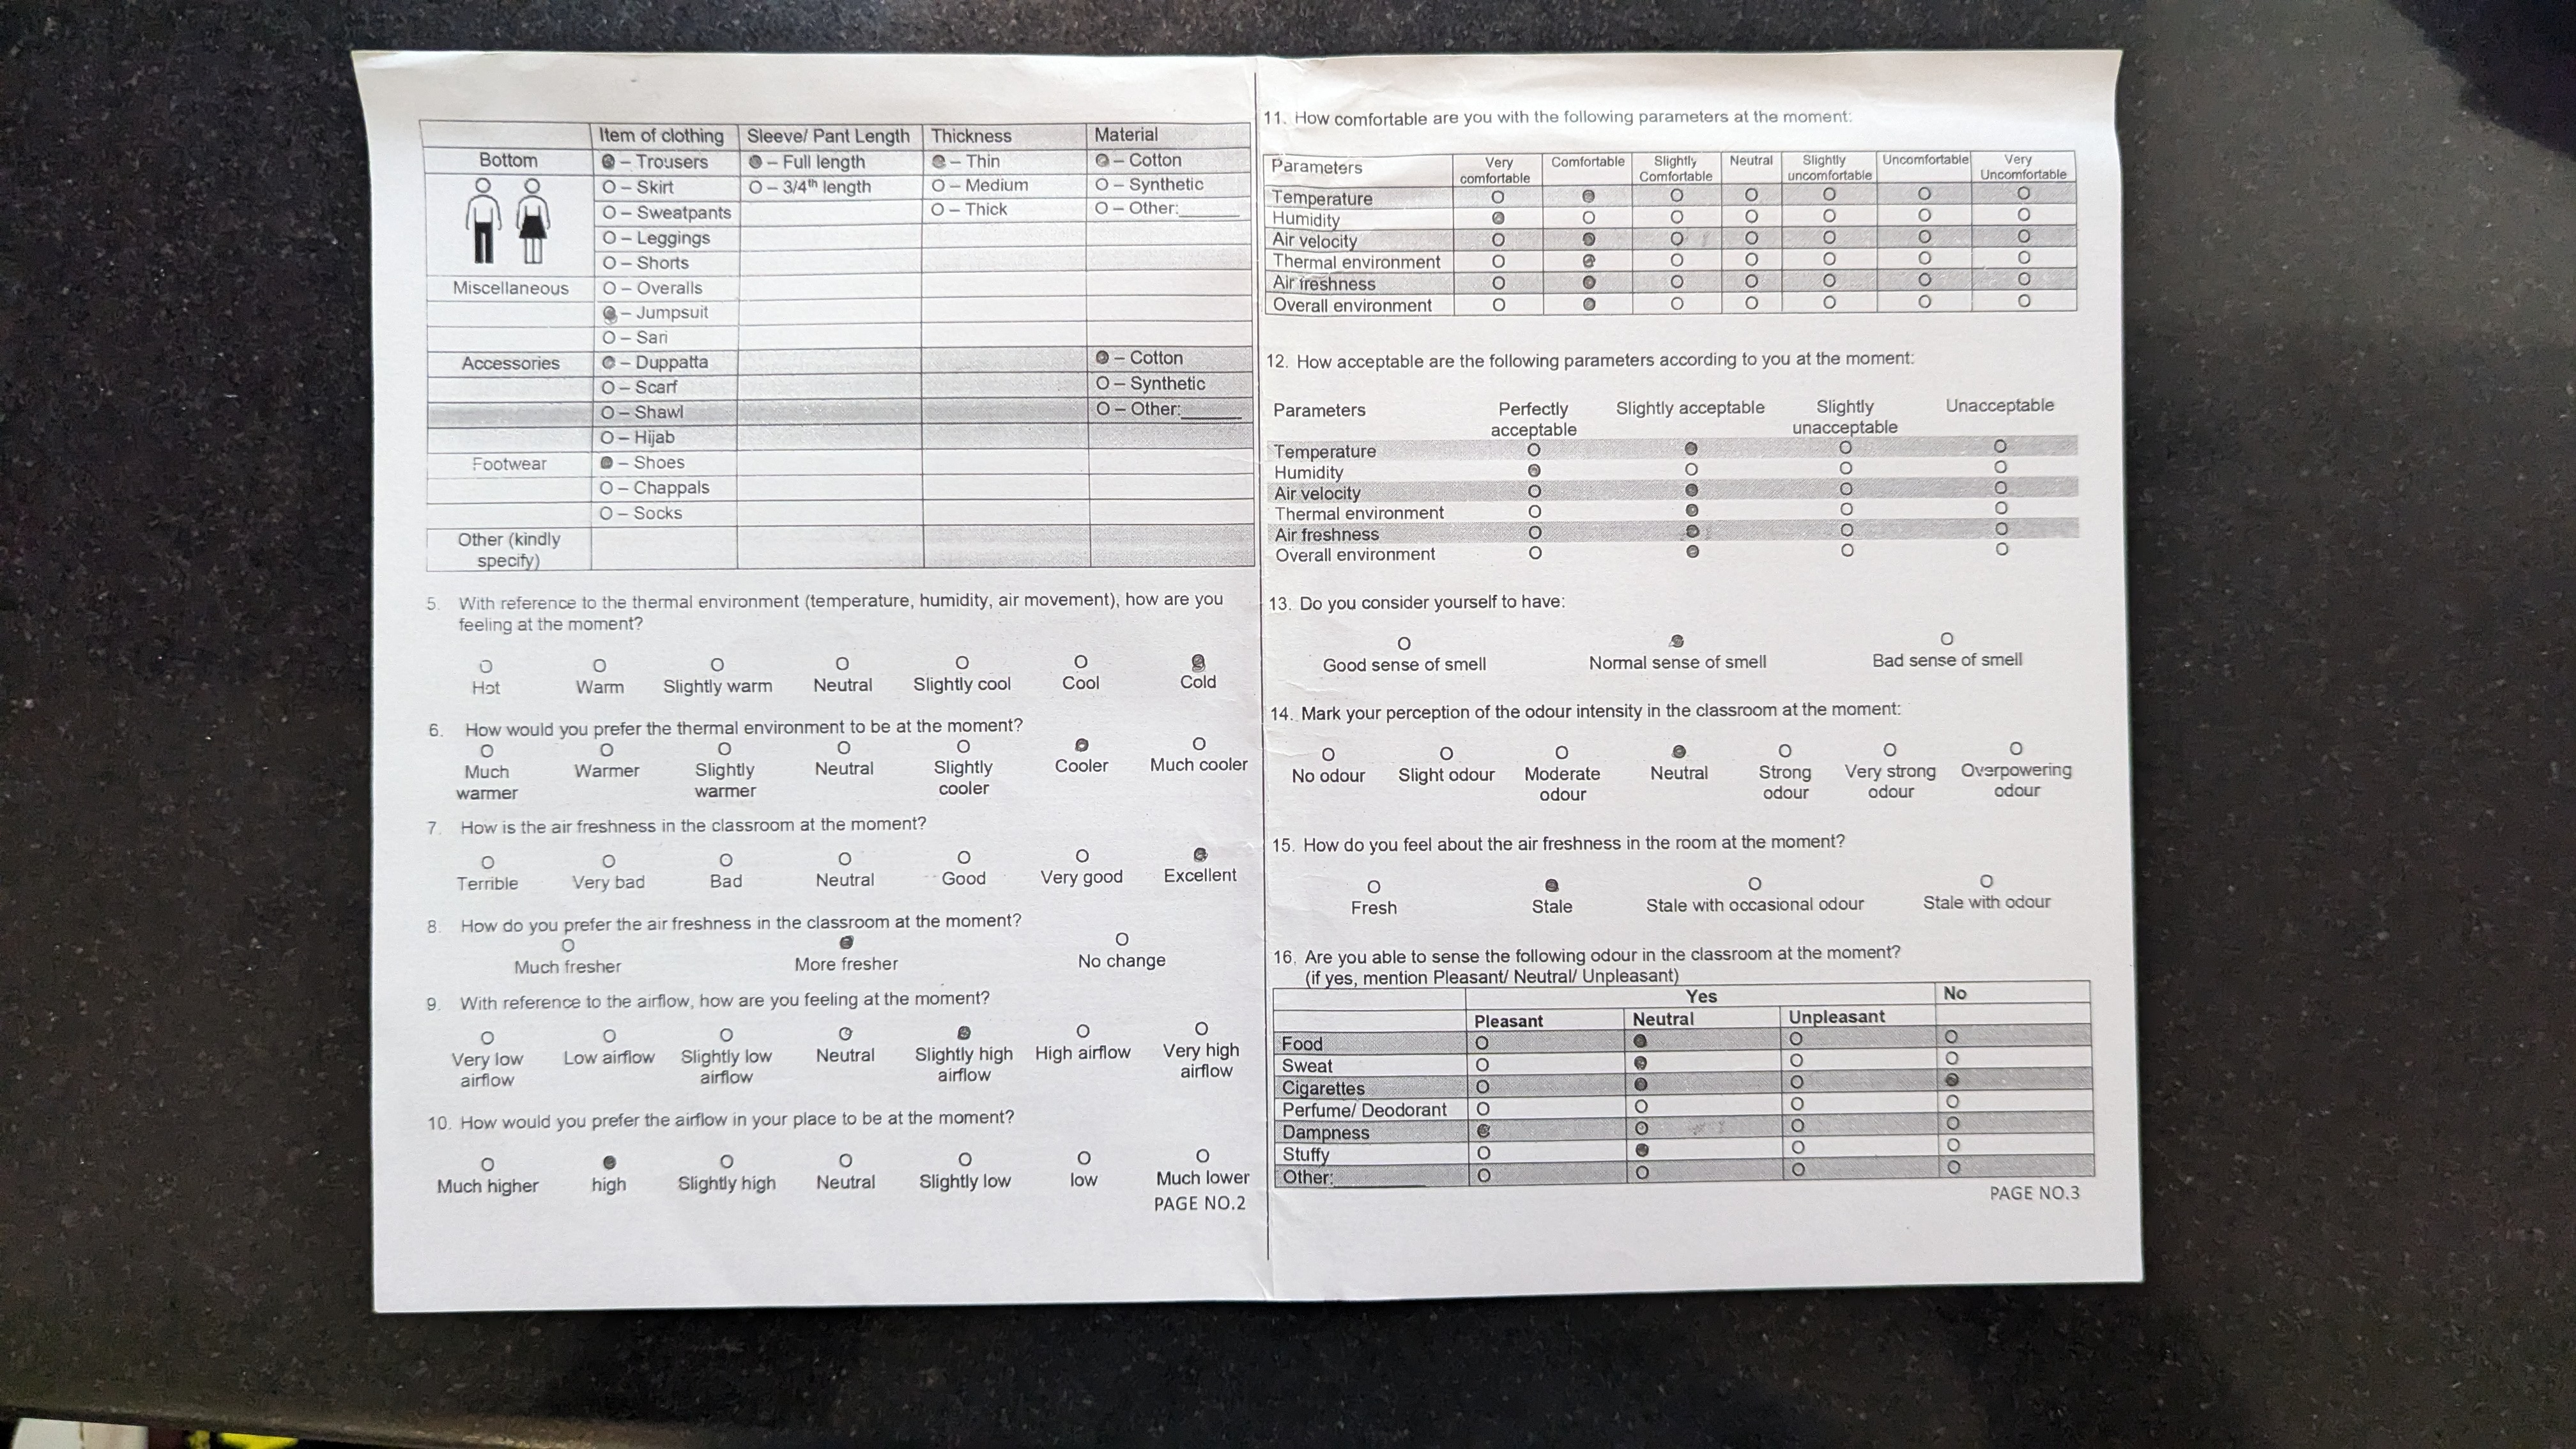 Item of clothing Sleeve/ Pant Length Thickness Material
Bottom ● – Trousers ● – Full length ● – Thin ● – Cotton
O – Skirt O – 3/4th length O – Medium O – Synthetic
O – Sweatpants O – Thick O – Other:______
O – Leggings
O – Shorts
Miscellaneous O – Overalls
● – Jumpsuit
O – Sari
Accessories ● – Duppatta ● – Cotton
O – Scarf O – Synthetic
O – Shawl O – Other:______
O – Hijab
Footwear ● – Shoes
O – Chappals
O – Socks
Other (kindly
specify)
5. With reference to the thermal environment (temperature, humidity, air movement), how are you
feeling at the moment?
O O O O O O ●
Hot Warm Slightly warm Neutral Slightly cool Cool Cold
6. How would you prefer the thermal environment to be at the moment?
O O O O O ● O
Much Warmer Slightly Neutral Slightly Cooler Much cooler
warmer warmer cooler
7. How is the air freshness in the classroom at the moment?
O O O O O O ●
Terrible Very bad Bad Neutral Good Very good Excellent
8. How do you prefer the air freshness in the classroom at the moment?
O ● O
Much fresher More fresher No change
9. With reference to the airflow, how are you feeling at the moment?
O O O O ● O O
Very low Low airflow Slightly low Neutral Slightly high High airflow Very high
airflow airflow airflow airflow
10. How would you prefer the airflow in your place to be at the moment?
O ● O O O O O
Much higher high Slightly high Neutral Slightly low low Much lower
PAGE NO.2
11. How comfortable are you with the following parameters at the moment:
Parameters Very Comfortable Slightly Neutral Slightly Uncomfortable Very
comfortable Comfortable uncomfortable Uncomfortable
Temperature O ● O O O O O
Humidity ● O O O O O O
Air velocity O ● O O O O O
Thermal environment O ● O O O O O
Air freshness O ● O O O O O
Overall environment O ● O O O O O
12. How acceptable are the following parameters according to you at the moment:
Parameters Perfectly Slightly acceptable Slightly Unacceptable
acceptable unacceptable
Temperature O ● O O
Humidity ● O O O
Air velocity O ● O O
Thermal environment O ● O O
Air freshness O ● O O
Overall environment O ● O O
13. Do you consider yourself to have:
O ● O
Good sense of smell Normal sense of smell Bad sense of smell
14. Mark your perception of the odour intensity in the classroom at the moment:
O O O ● O O O
No odour Slight odour Moderate Neutral Strong Very strong Overpowering
odour odour odour odour
15. How do you feel about the air freshness in the room at the moment?
O ● O O
Fresh Stale Stale with occasional odour Stale with odour
16. Are you able to sense the following odour in the classroom at the moment?
(if yes, mention Pleasant/ Neutral/ Unpleasant)
Yes No
Pleasant Neutral Unpleasant
Food O ● O O
Sweat O ● O O
Cigarettes O ● O ●
Perfume/ Deodorant O O O O
Dampness ● O O O
Stuffy O ● O O
Other:________ O O O O
PAGE NO.3